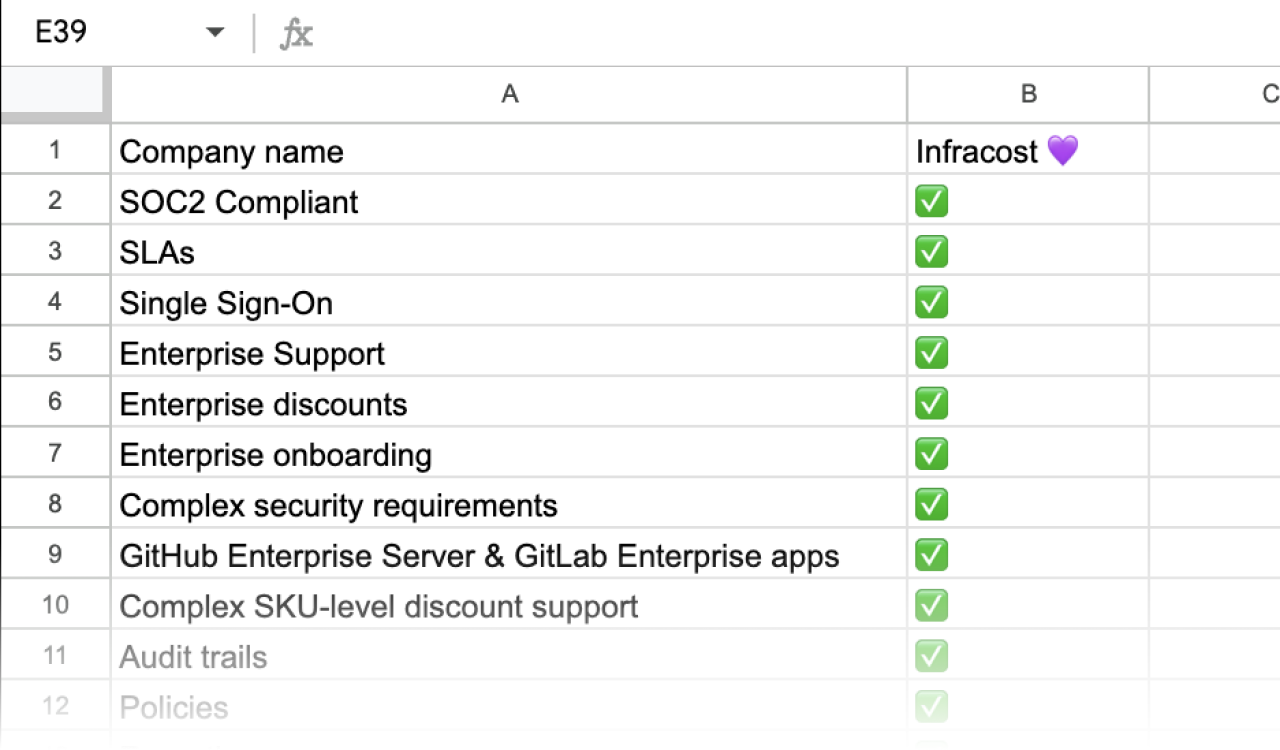 E39 fx
A B C
1 Company name Infracost 💜
2 SOC2 Compliant ✅
3 SLAs ✅
4 Single Sign-On ✅
5 Enterprise Support ✅
6 Enterprise discounts ✅
7 Enterprise onboarding ✅
8 Complex security requirements ✅
9 GitHub Enterprise Server & GitLab Enterprise apps ✅
10 Complex SKU-level discount support ✅
11 Audit trails ✅
12 Policies ✅